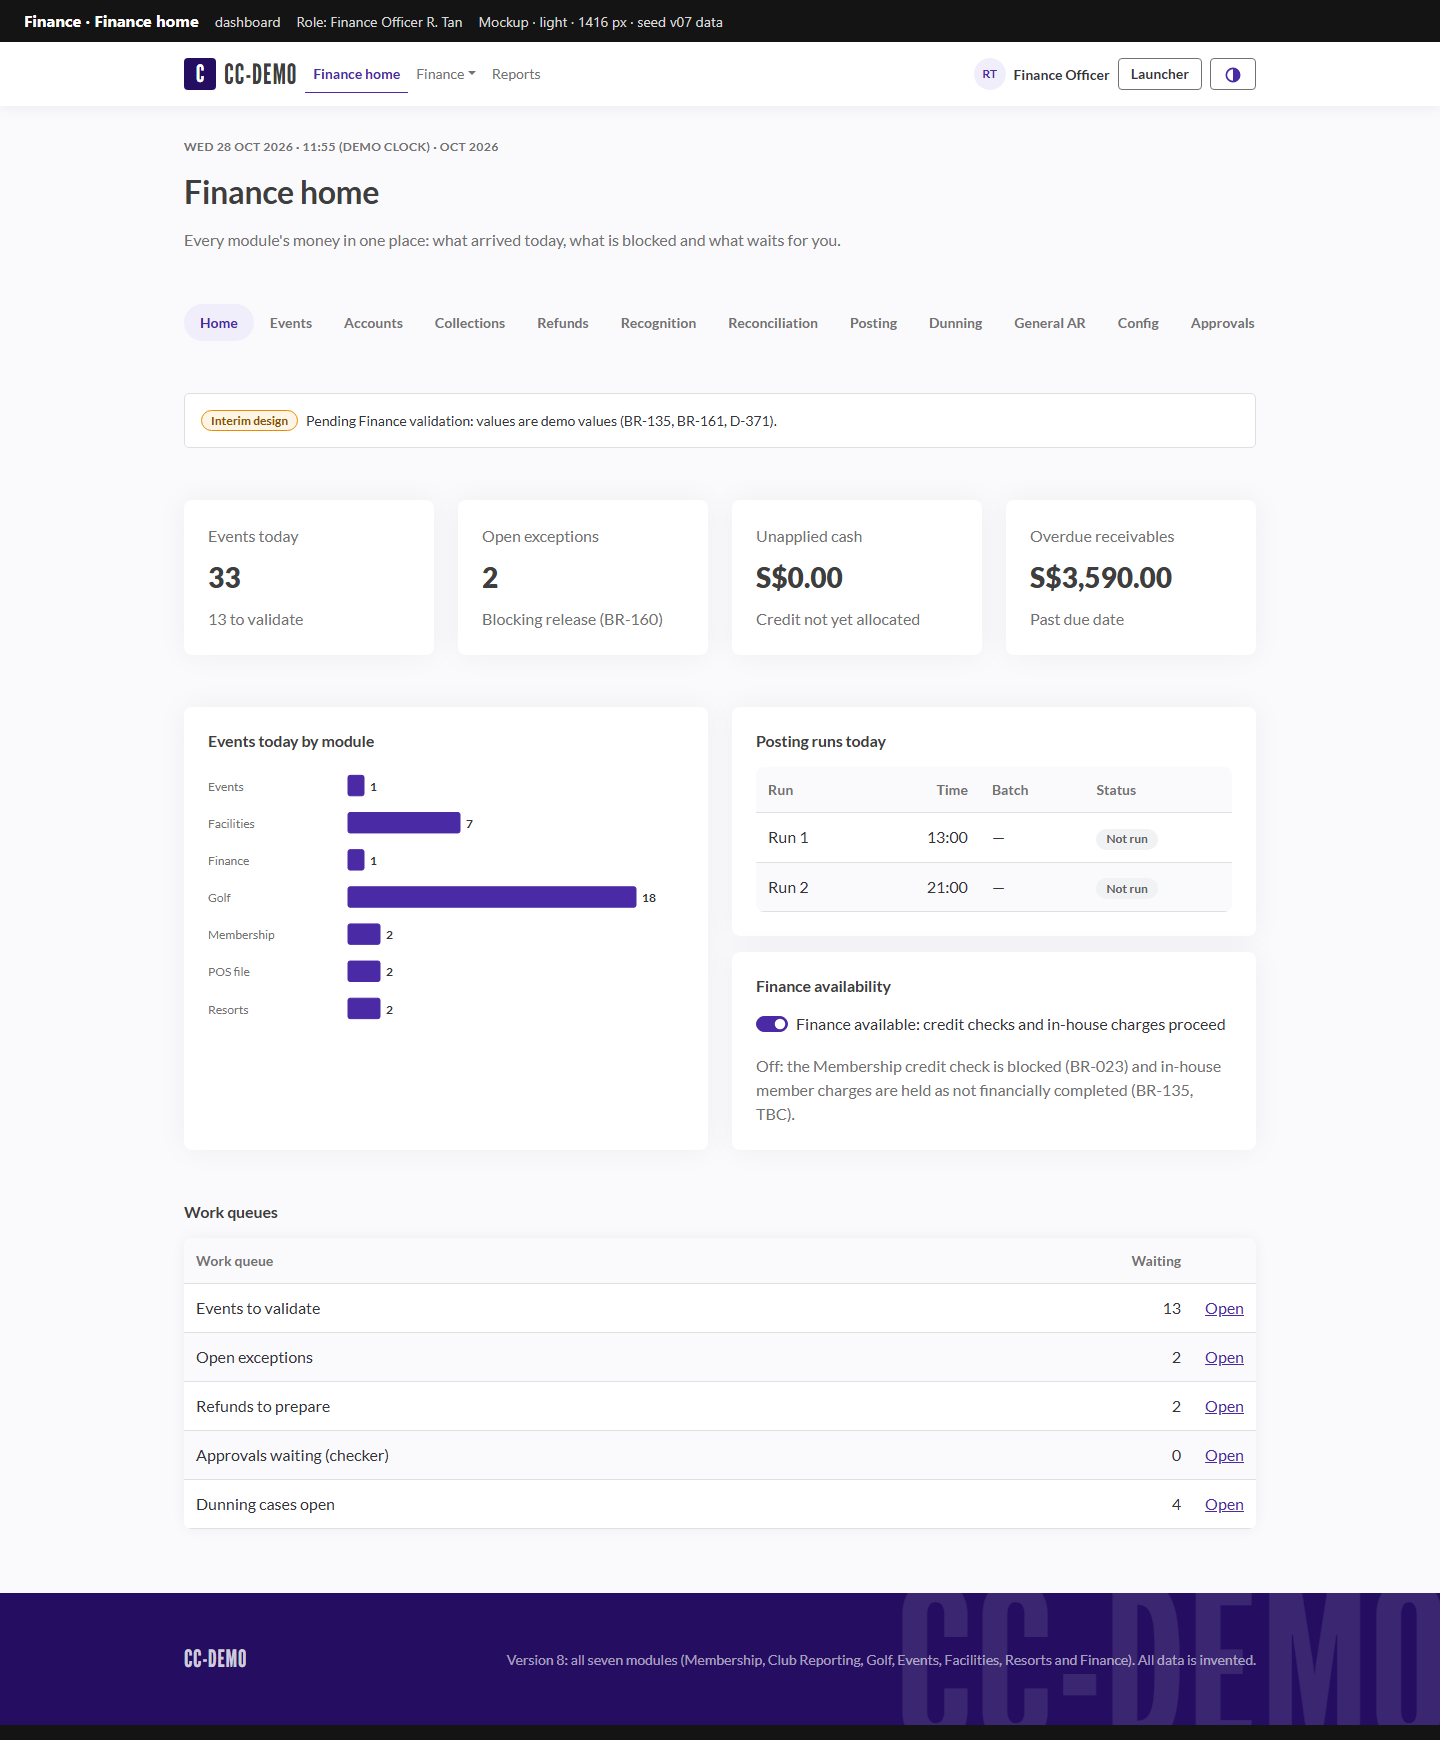 Finance · Finance home dashboard Role: Finance Officer R. Tan Mockup · light · 1416 px · seed v07 data
C CC-DEMO Finance home Finance Reports RT Finance Officer Launcher
WED 28 OCT 2026 · 11:55 (DEMO CLOCK) · OCT 2026
Finance home
Every module's money in one place: what arrived today, what is blocked and what waits for you.
Home Events Accounts Collections Refunds Recognition Reconciliation Posting Dunning General AR Config Approvals
Interim design Pending Finance validation: values are demo values (BR-135, BR-161, D-371).
Events today
33
13 to validate
Open exceptions
2
Blocking release (BR-160)
Unapplied cash
S$0.00
Credit not yet allocated
Overdue receivables
S$3,590.00
Past due date
Events today by module
Events 1
Facilities 7
Finance 1
Golf 18
Membership 2
POS file 2
Resorts 2
Posting runs today
Run Time Batch Status
Run 1 13:00 — Not run
Run 2 21:00 — Not run
Finance availability
Finance available: credit checks and in-house charges proceed
Off: the Membership credit check is blocked (BR-023) and in-house
member charges are held as not financially completed (BR-135,
TBC).
Work queues
Work queue Waiting
Events to validate 13 Open
Open exceptions 2 Open
Refunds to prepare 2 Open
Approvals waiting (checker) 0 Open
Dunning cases open 4 Open
CC-DEMO
CC-DEMO Version 8: all seven modules (Membership, Club Reporting, Golf, Events, Facilities, Resorts and Finance). All data is invented.